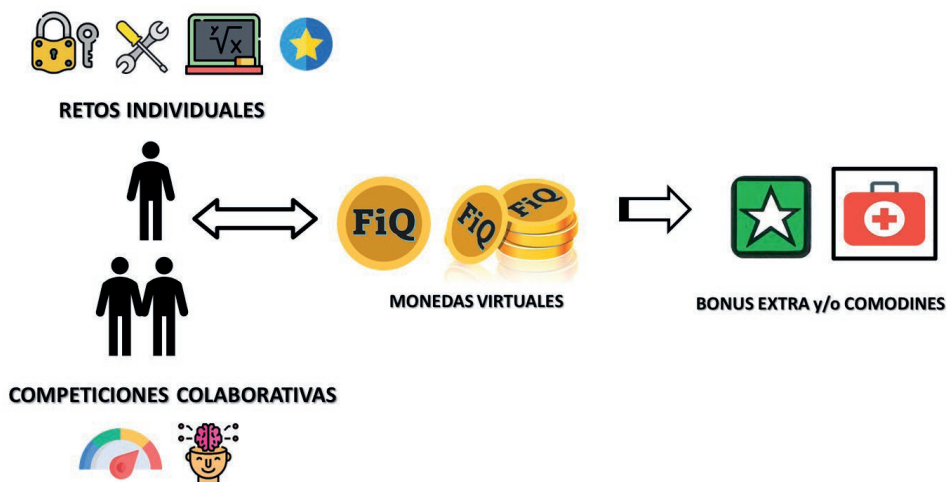 √x
RETOS INDIVIDUALES
FiQ
FiQ
FiQ
MONEDAS VIRTUALES
BONUS EXTRA y/o COMODINES
COMPETICIONES COLABORATIVAS